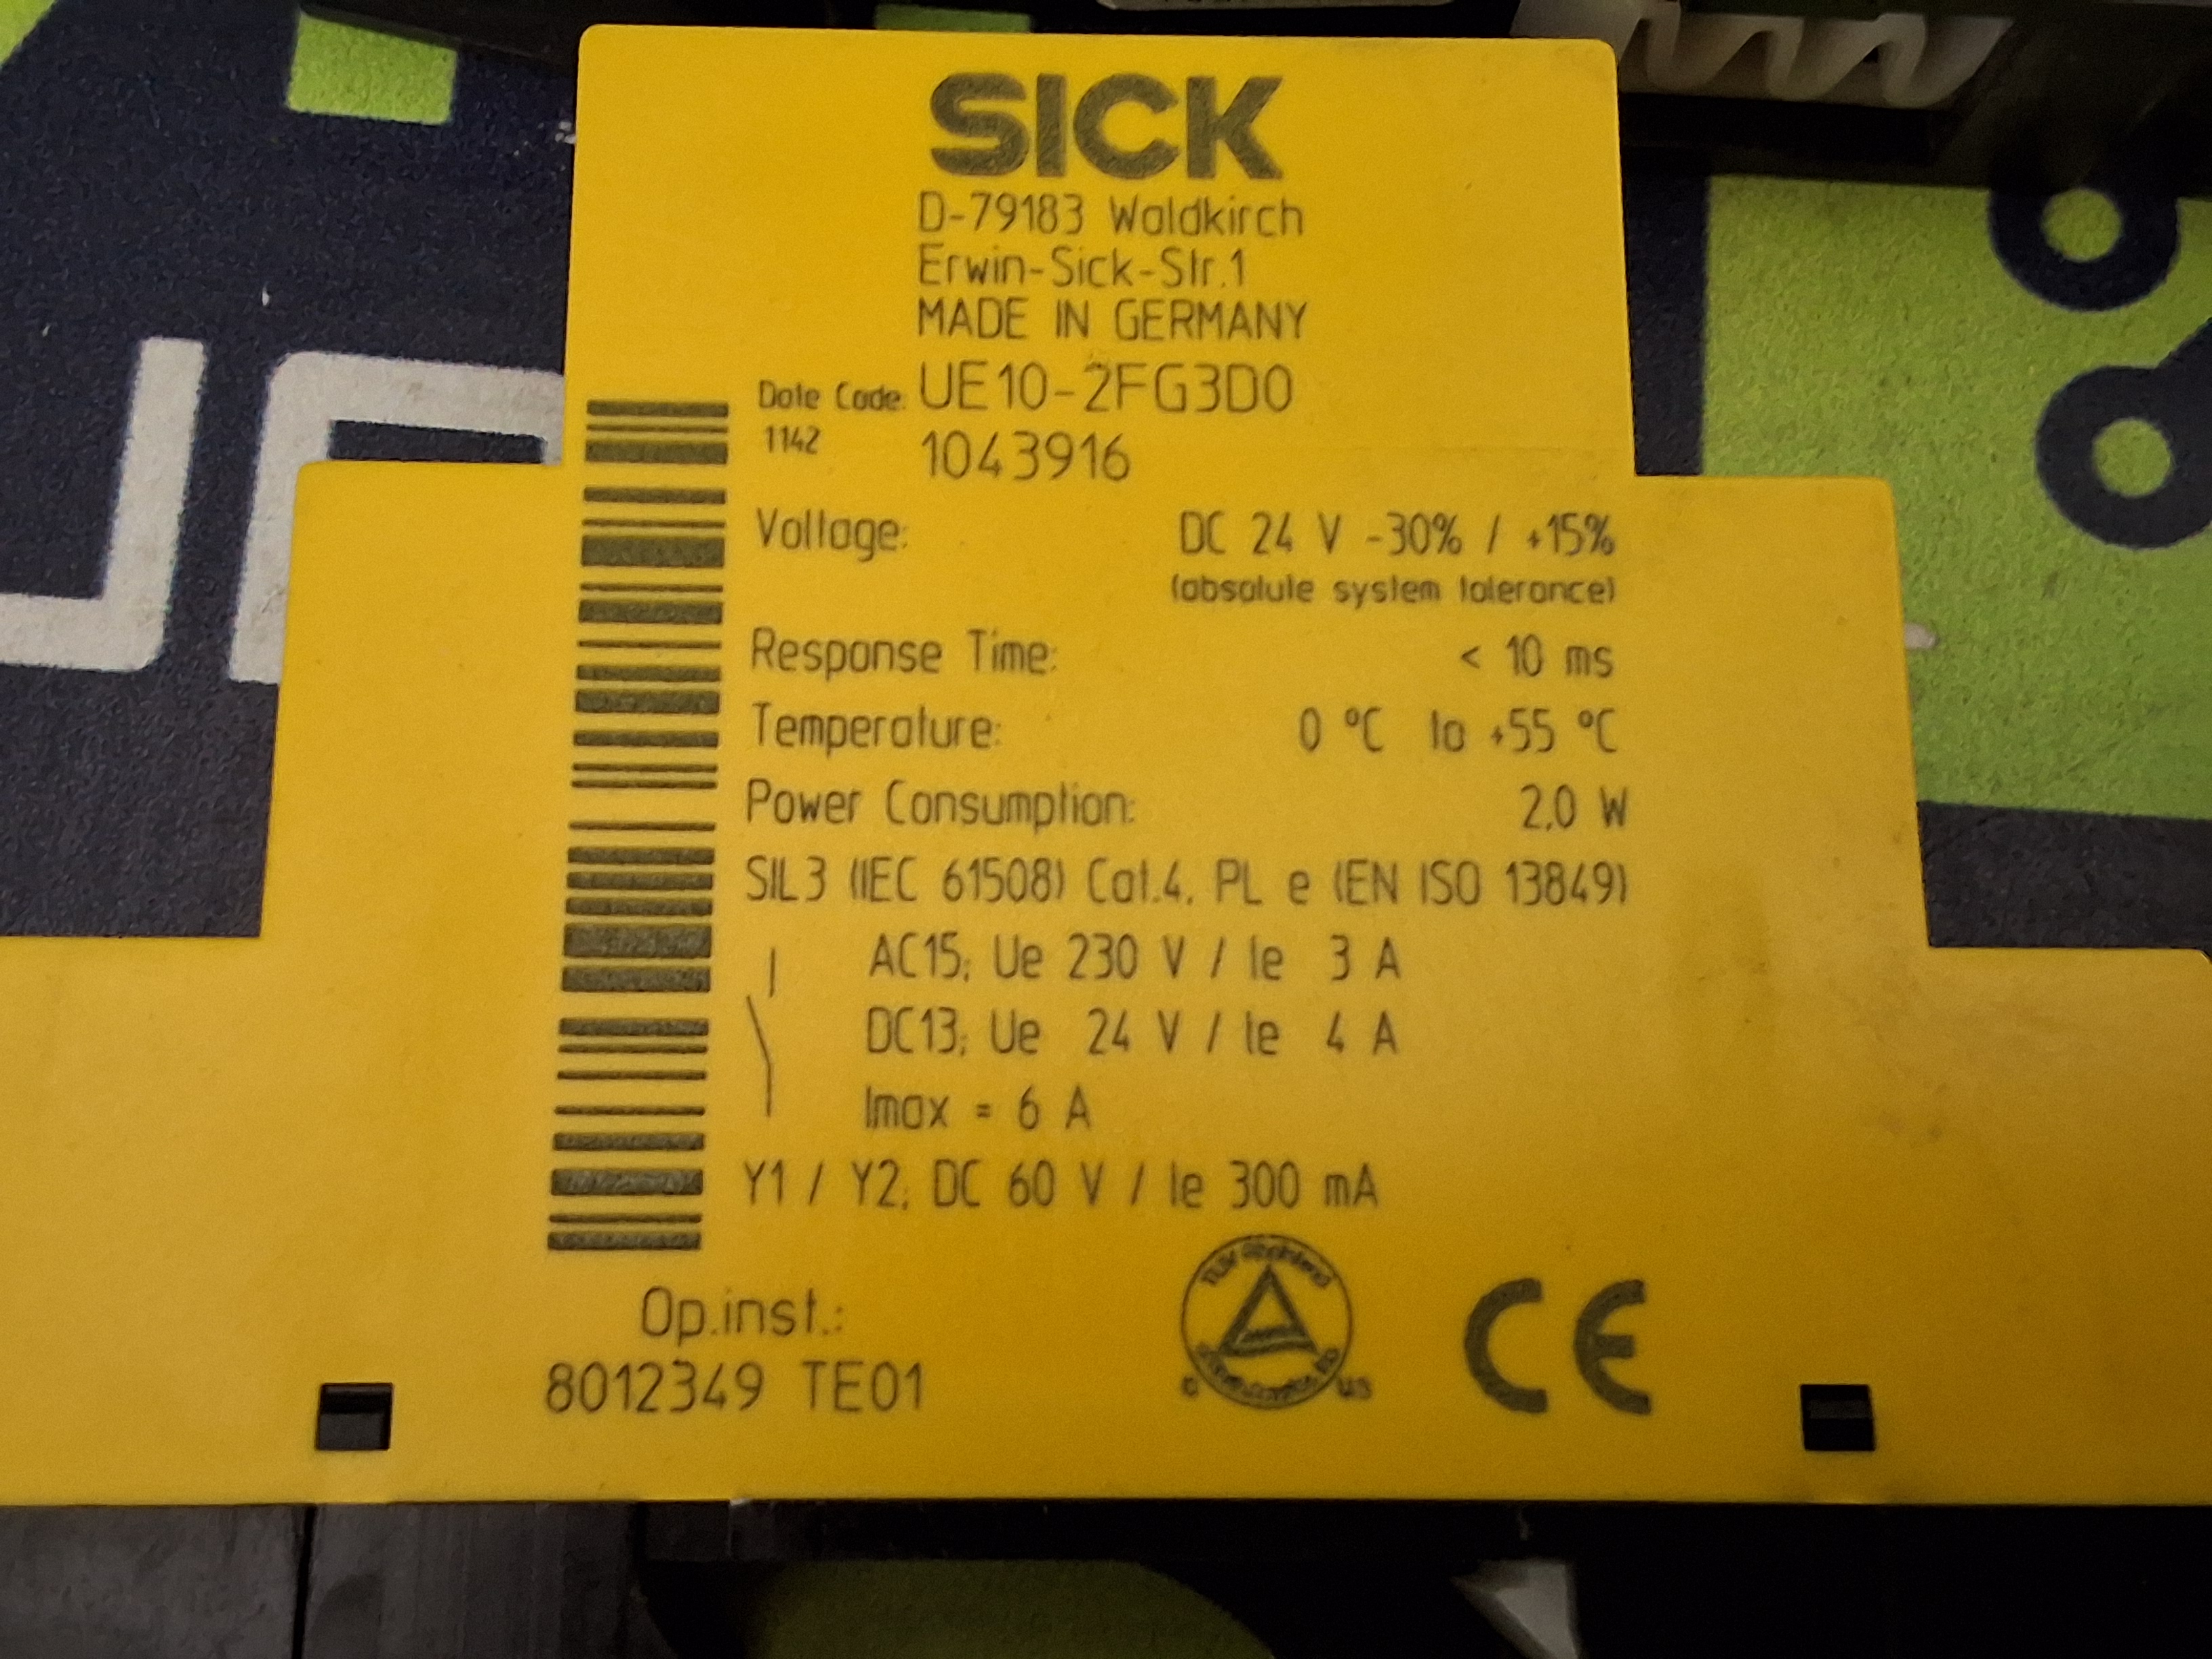 SICK
D-79183 Waldkirch
Erwin-Sick-Str.1
MADE IN GERMANY
Date Code: UE10-2FG3D0
1142 1043916
Voltage: DC 24 V -30% / +15%
(absolute system tolerance)
Response Time: < 10 ms
Temperature: 0 °C to +55 °C
Power Consumption: 2,0 W
SIL3 (IEC 61508) Cat.4, PL e (EN ISO 13849)
AC15; Ue 230 V / Ie 3 A
DC13; Ue 24 V / Ie 4 A
Imax = 6 A
Y1 / Y2; DC 60 V / Ie 300 mA
Op.inst.:
8012349 TE01
TÜV Rheinland
C US
CE